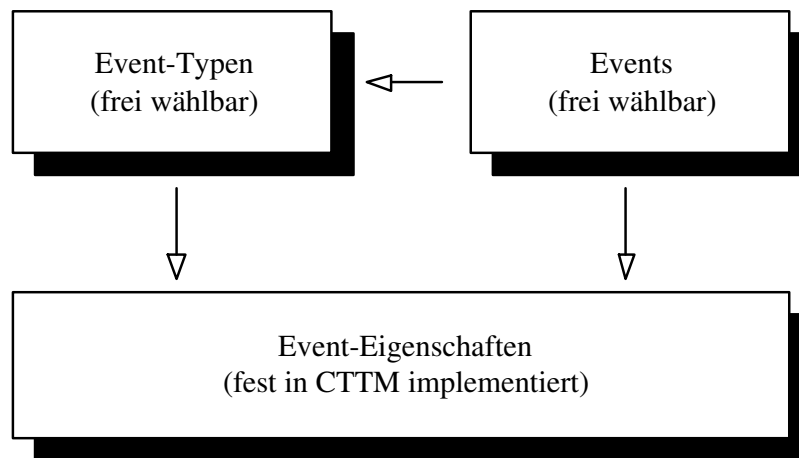 Event-Typen
(frei wählbar)
Events
(frei wählbar)
Event-Eigenschaften
(fest in CTTM implementiert)